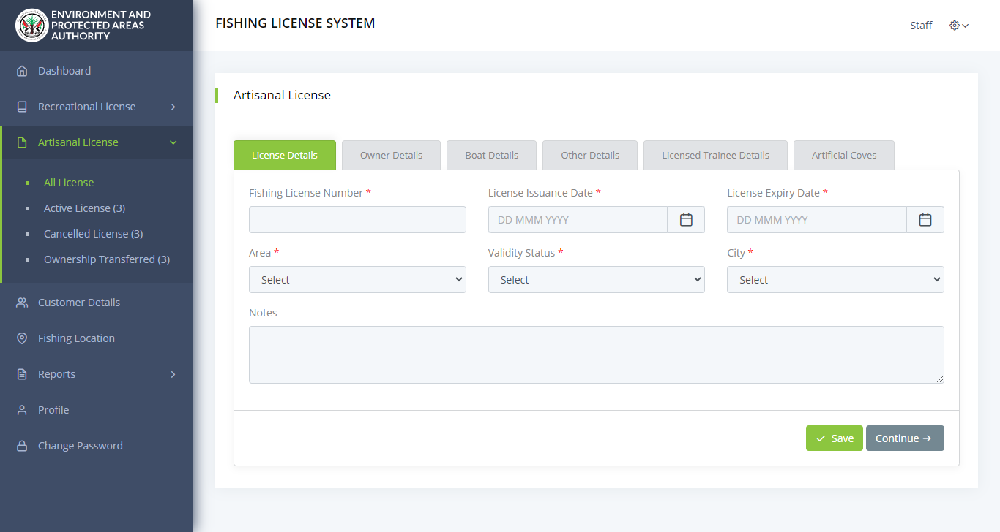 ENVIRONMENT AND
PROTECTED AREAS
AUTHORITY
FISHING LICENSE SYSTEM
Staff
Dashboard
Recreational License
Artisanal License
All License
Active License (3)
Cancelled License (3)
Ownership Transferred (3)
Customer Details
Fishing Location
Reports
Profile
Change Password
Artisanal License
License Details
Owner Details
Boat Details
Other Details
Licensed Trainee Details
Artificial Coves
Fishing License Number *
License Issuance Date *
License Expiry Date *
DD MMM YYYY
DD MMM YYYY
Area *
Validity Status *
City *
Select
Select
Select
Notes
Save
Continue